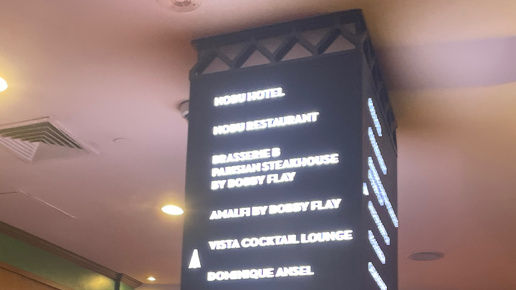 NOBU HOTEL
NOBU RESTAURANT
BRASSERIE B
PARISIAN STEAKHOUSE
BY BOBBY FLAY
AMALFI BY BOBBY FLAY
VISTA COCKTAIL LOUNGE
DOMINIQUE ANSEL